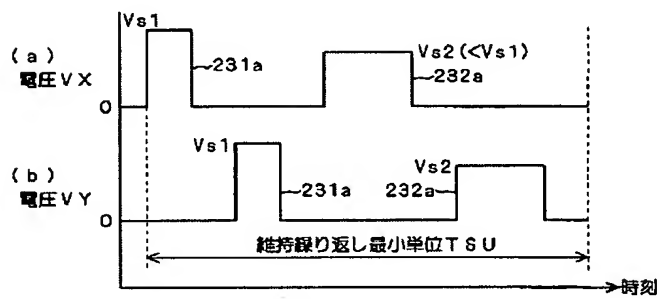 Vs1
(a)
電圧VX
0
231a
Vs2(<Vs1)
232a
(b)
電圧VY
0
Vs1
231a
Vs2
232a
維持繰り返し最小単位TSU
時刻